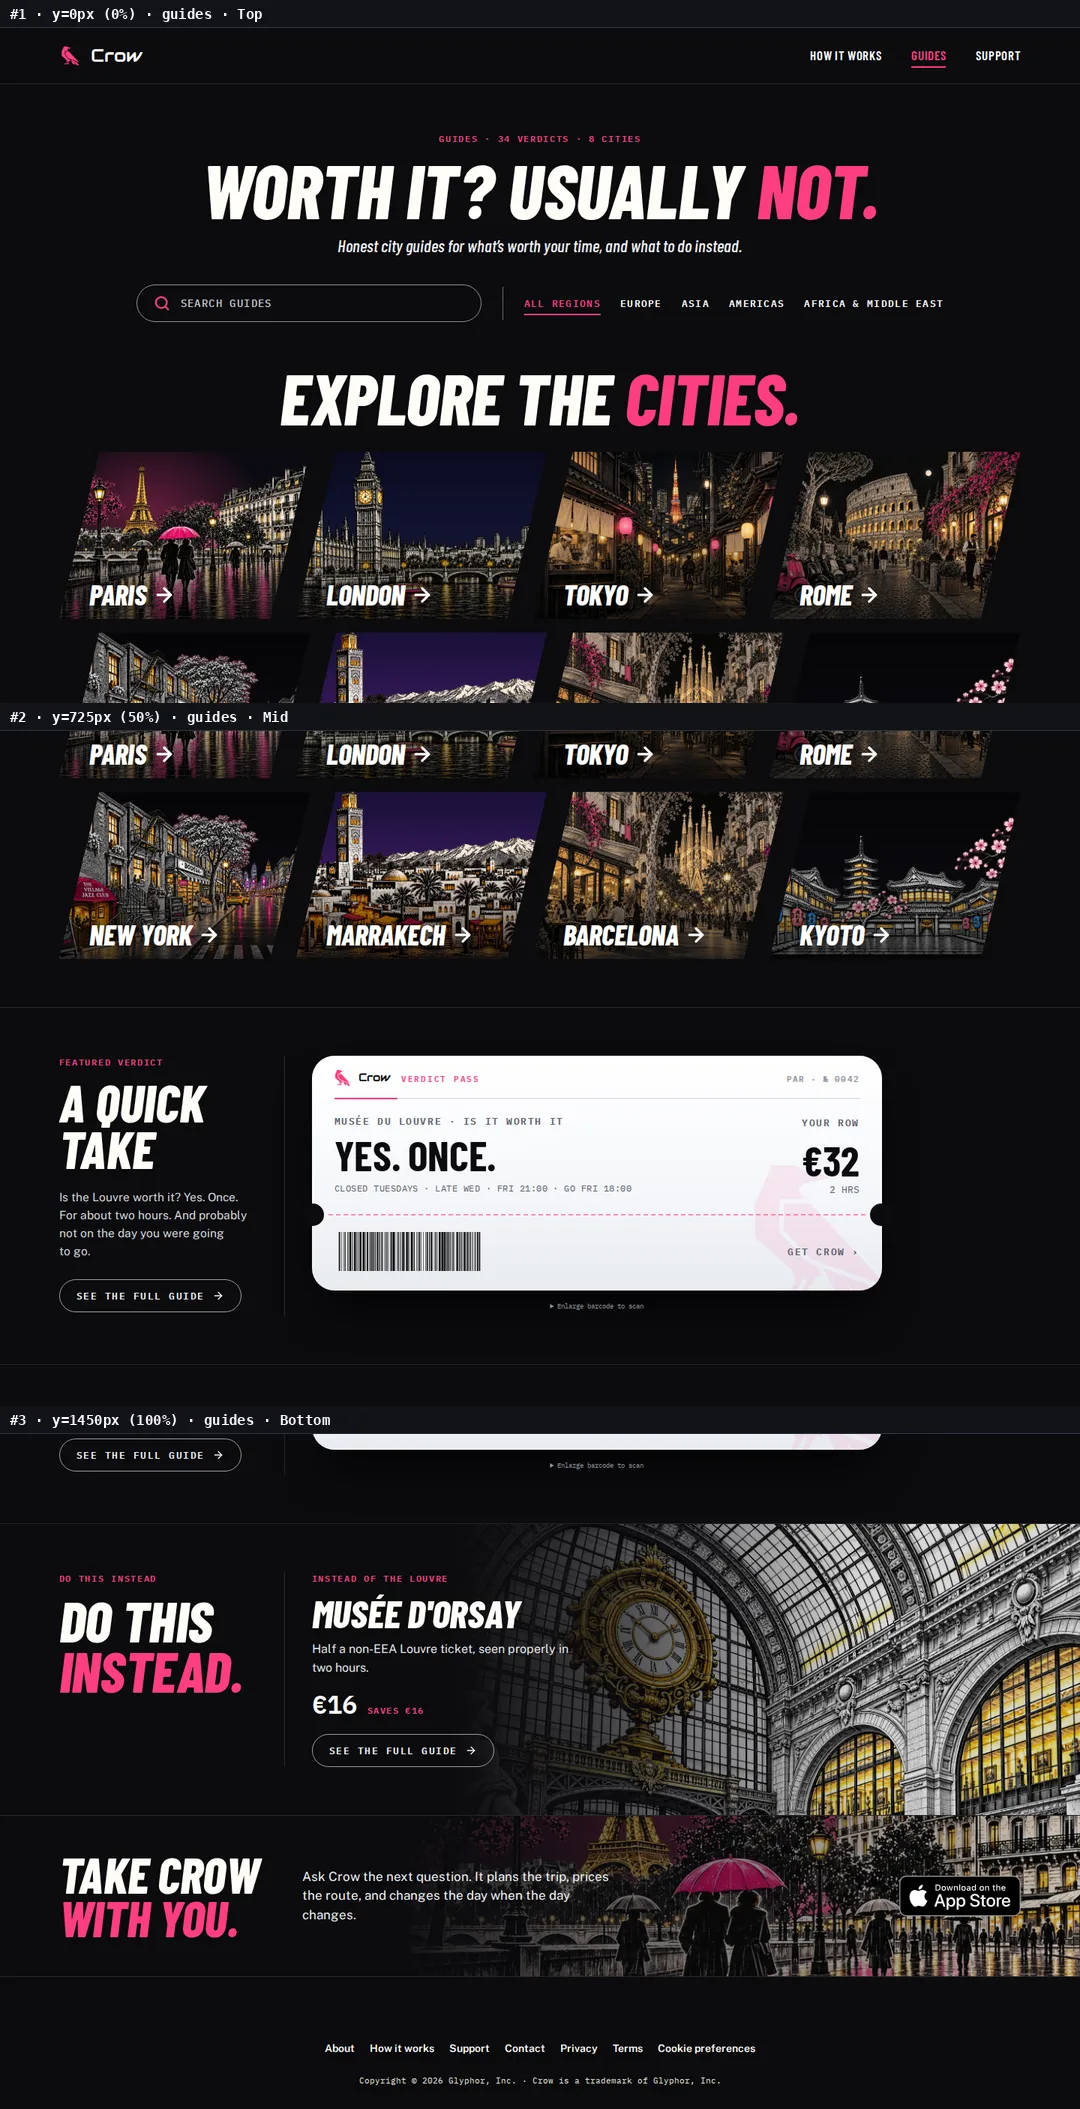 #1 · y=0px (0%) · guides · Top
Crow
HOW IT WORKS
GUIDES
SUPPORT
GUIDES · 34 VERDICTS · 8 CITIES
WORTH IT? USUALLY NOT.
Honest city guides for what's worth your time, and what to do instead.
SEARCH GUIDES
ALL REGIONS
EUROPE
ASIA
AMERICAS
AFRICA & MIDDLE EAST
EXPLORE THE CITIES.
PARIS →
LONDON →
TOKYO →
ROME →
#2 · y=725px (50%) · guides · Mid
PARIS →
LONDON →
TOKYO →
ROME →
THE VILLAGE JAZZ CLUB
NEW YORK →
MARRAKECH →
BARCELONA →
KYOTO →
FEATURED VERDICT
A QUICK
TAKE
Is the Louvre worth it? Yes. Once.
For about two hours. And probably
not on the day you were going
to go.
SEE THE FULL GUIDE →
Crow VERDICT PASS
PAR · № 0042
MUSÉE DU LOUVRE · IS IT WORTH IT
YOUR ROW
YES. ONCE.
€32
CLOSED TUESDAYS · LATE WED · FRI 21:00 · GO FRI 18:00
2 HRS
GET CROW ›
▸ Enlarge barcode to scan
#3 · y=1450px (100%) · guides · Bottom
SEE THE FULL GUIDE →
▸ Enlarge barcode to scan
DO THIS INSTEAD
DO THIS
INSTEAD.
INSTEAD OF THE LOUVRE
MUSÉE D'ORSAY
Half a non-EEA Louvre ticket, seen properly in
two hours.
€16 SAVES €16
SEE THE FULL GUIDE →
TAKE CROW
WITH YOU.
Ask Crow the next question. It plans the trip, prices
the route, and changes the day when the day
changes.
Download on the
App Store
About
How it works
Support
Contact
Privacy
Terms
Cookie preferences
Copyright © 2026 Glyphor, Inc. · Crow is a trademark of Glyphor, Inc.